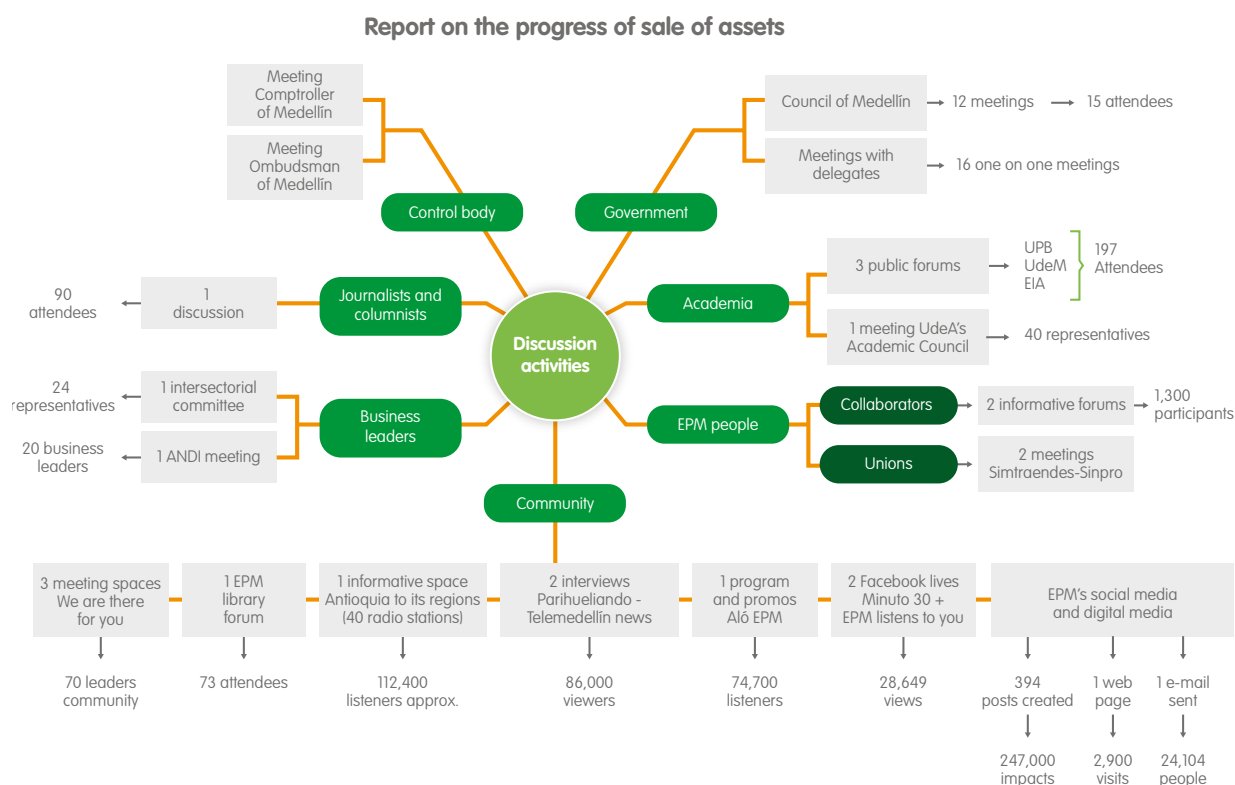 Report on the progress of sale of assets
Meeting
Comptroller
of Medellín
Meeting
Ombudsman
of Medellín
Control body
Government
Council of Medellín
12 meetings
15 attendees
Meetings with
delegates
16 one on one meetings
Journalists and
columnists
1
discussion
90
attendees
Academia
3 public forums
UPB
UdeM
EIA
197
Attendees
1 meeting UdeA's
Academic Council
40 representatives
Discussion
activities
Business
leaders
1 intersectorial
committee
24
representatives
1 ANDI meeting
20 business
leaders
EPM people
Collaborators
2 informative forums
1,300
participants
Unions
2 meetings
Simtraendes-Sinpro
Community
3 meeting spaces
We are there
for you
70 leaders
community
1 EPM
library
forum
73 attendees
1 informative space
Antioquia to its regions
(40 radio stations)
112,400
listeners approx.
2 interviews
Parihueliando -
Telemedellín news
86,000
viewers
1 program
and promos
Aló EPM
74,700
listeners
2 Facebook lives
Minuto 30 +
EPM listens to you
28,649
views
EPM's social media
and digital media
394
posts created
247,000
impacts
1 web
page
2,900
visits
1 e-mail
sent
24,104
people